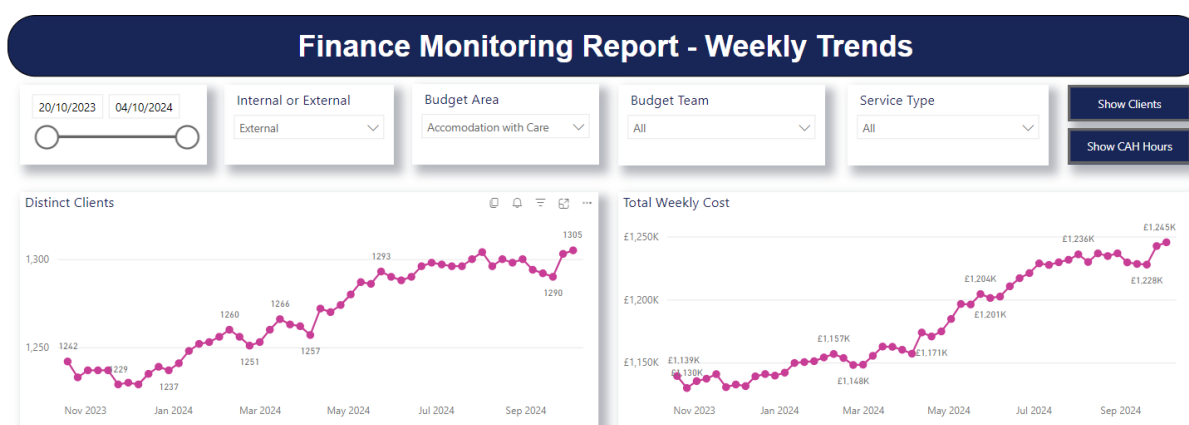 Finance Monitoring Report - Weekly Trends
20/10/2023 04/10/2024
Internal or External
External
Budget Area
Accomodation with Care
Budget Team
All
Service Type
All
Show Clients
Show CAH Hours
Distinct Clients
1,300
1,250
1242
1229
1237
1260
1251
1266
1257
1293
1290
1305
Nov 2023 Jan 2024 Mar 2024 May 2024 Jul 2024 Sep 2024
Total Weekly Cost
£1,250K
£1,200K
£1,150K
£1,139K
£1,130K
£1,157K
£1,148K
£1,171K
£1,204K
£1,201K
£1,236K
£1,228K
£1,245K
Nov 2023 Jan 2024 Mar 2024 May 2024 Jul 2024 Sep 2024